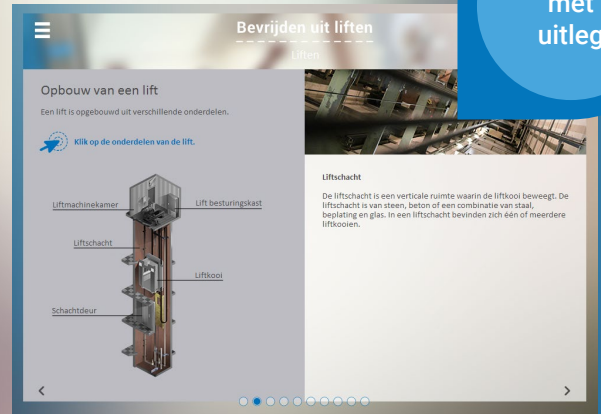 met
uitleg
Bevrijden uit liften
Liften
Opbouw van een lift
Een lift is opgebouwd uit verschillende onderdelen.
Klik op de onderdelen van de lift.
Liftmachinekamer
Lift besturingskast
Liftschacht
Liftkooi
Schachtdeur
Liftschacht
De liftschacht is een verticale ruimte waarin de liftkooi beweegt. De
liftschacht is van steen, beton of een combinatie van staal,
beplating en glas. In een liftschacht bevinden zich één of meerdere
liftkooien.